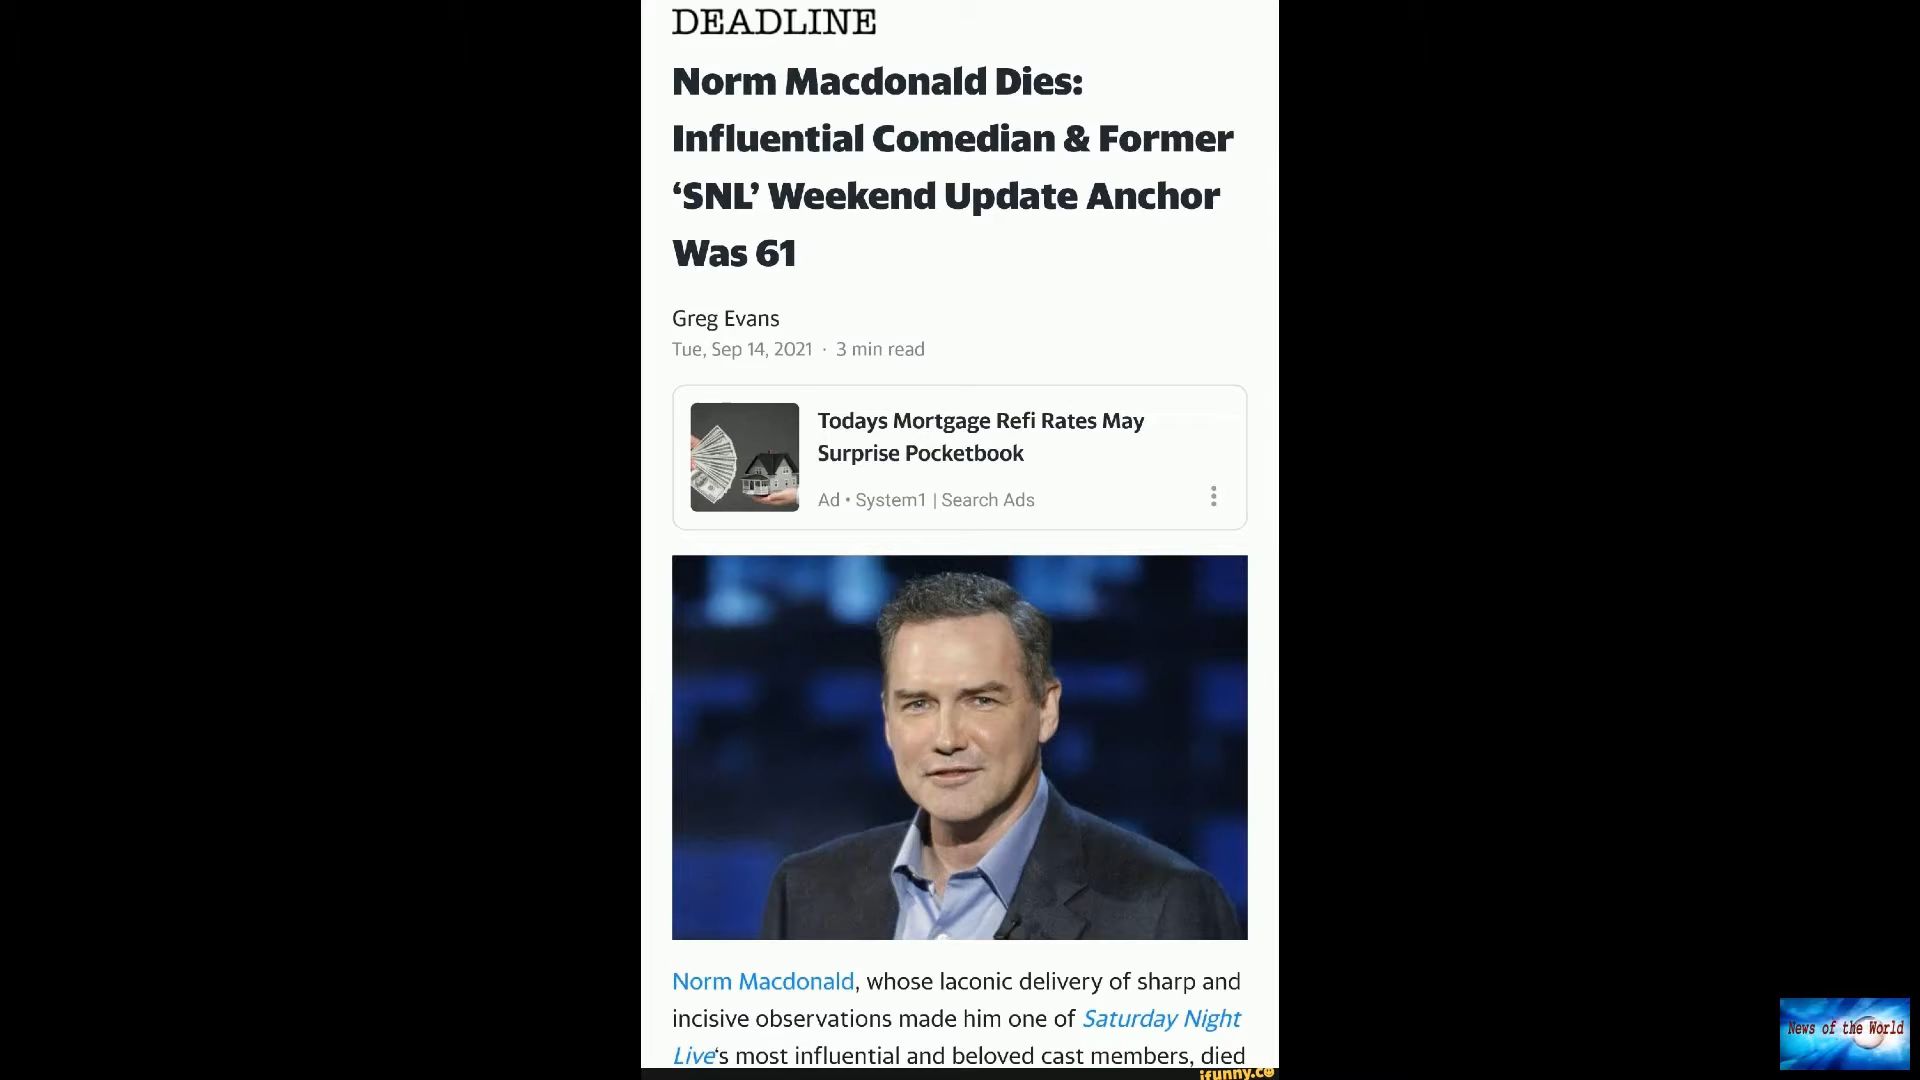 DEADLINE
Norm Macdonald Dies:
Influential Comedian & Former
‘SNL’ Weekend Update Anchor
Was 61
Greg Evans
Tue, Sep 14, 2021 · 3 min read
Todays Mortgage Refi Rates May
Surprise Pocketbook
Ad • System1 | Search Ads
Norm Macdonald, whose laconic delivery of sharp and
incisive observations made him one of Saturday Night
Live‘s most influential and beloved cast members, died
ifunny.co
News of the World